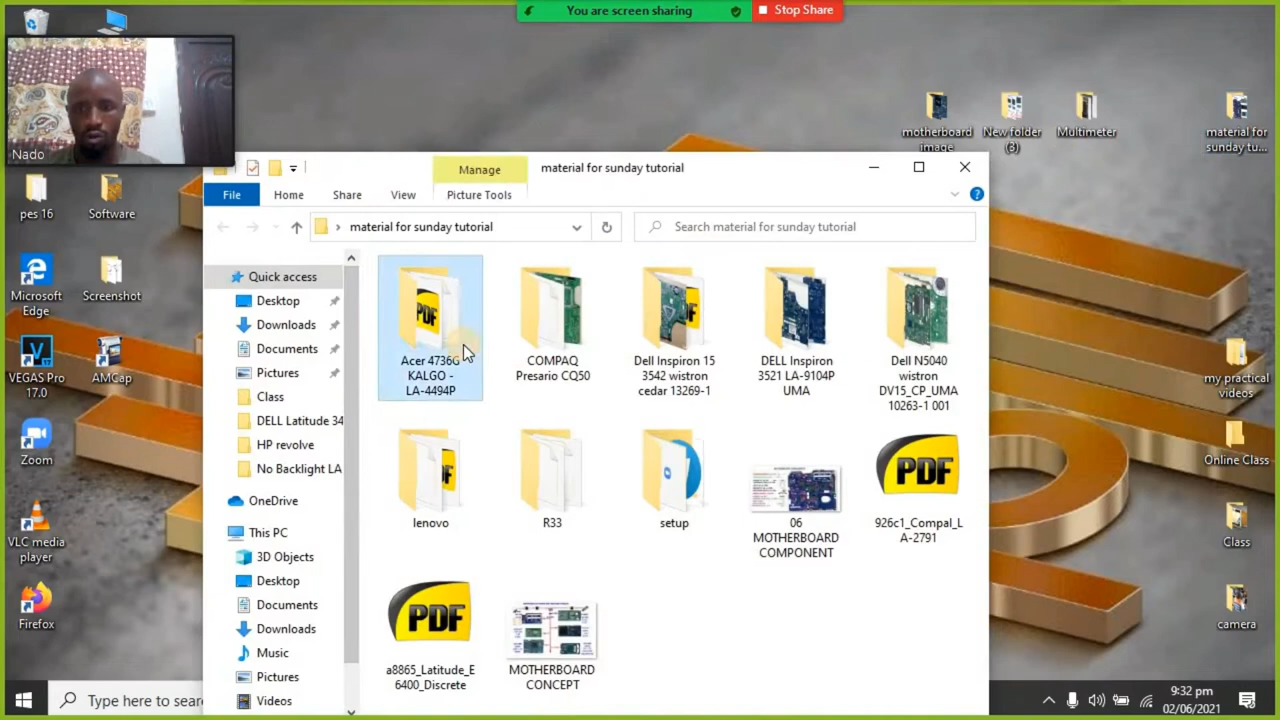 You are screen sharing
Stop Share
Nado
motherboard
image
New folder
(3)
Multimeter
material for
sunday tu...
Manage
material for sunday tutorial
File
Home
Share
View
Picture Tools
material for sunday tutorial
Search material for sunday tutorial
pes 16
Software
Microsoft
Edge
Screenshot
VEGAS Pro
17.0
AMCap
Zoom
VLC media
player
Firefox
Quick access
Desktop
Downloads
Documents
Pictures
Class
DELL Latitude 34
HP revolve
No Backlight LA
OneDrive
This PC
3D Objects
Desktop
Documents
Downloads
Music
Pictures
Videos
PDF
Acer 4736G
KALGO -
LA-4494P
COMPAQ
Presario CQ50
Dell Inspiron 15
3542 wistron
cedar 13269-1
DELL Inspiron
3521 LA-9104P
UMA
Dell N5040
wistron
DV15_CP_UMA
10263-1 001
lenovo
R33
setup
06
MOTHERBOARD
COMPONENT
PDF
926c1_Compal_L
A-2791
PDF
a8865_Latitude_E
6400_Discrete
MOTHERBOARD
CONCEPT
my practical
videos
Online Class
Class
camera
Type here to sear
9:32 pm
02/06/2021